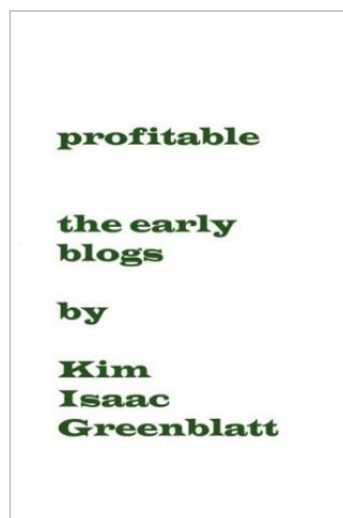 profitable
the early
blogs
by
Kim
Isaac
Greenblatt